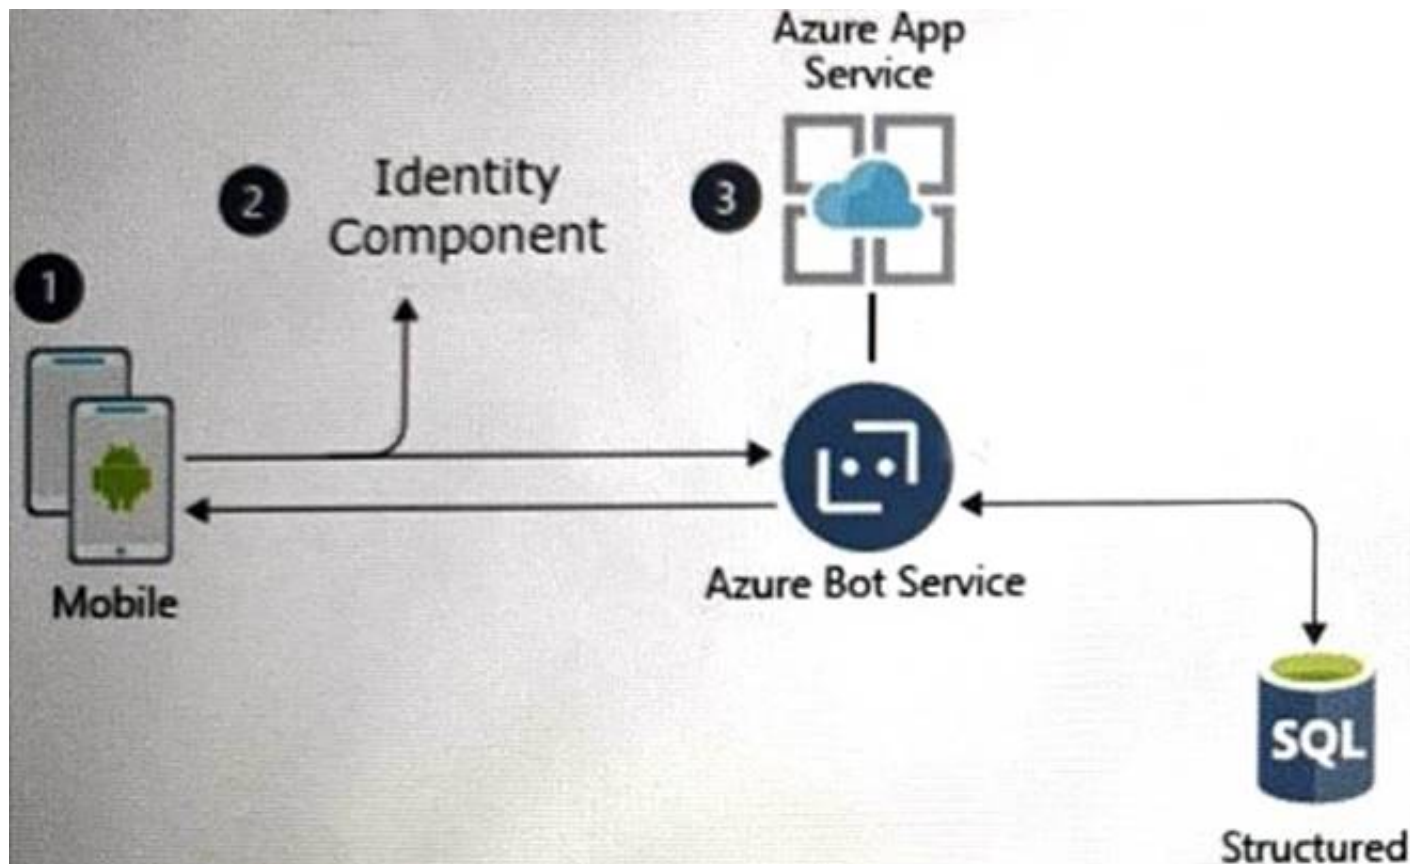 Azure App
Service
2
Identity
Component
3
1
Mobile
Azure Bot Service
SQL
Structured